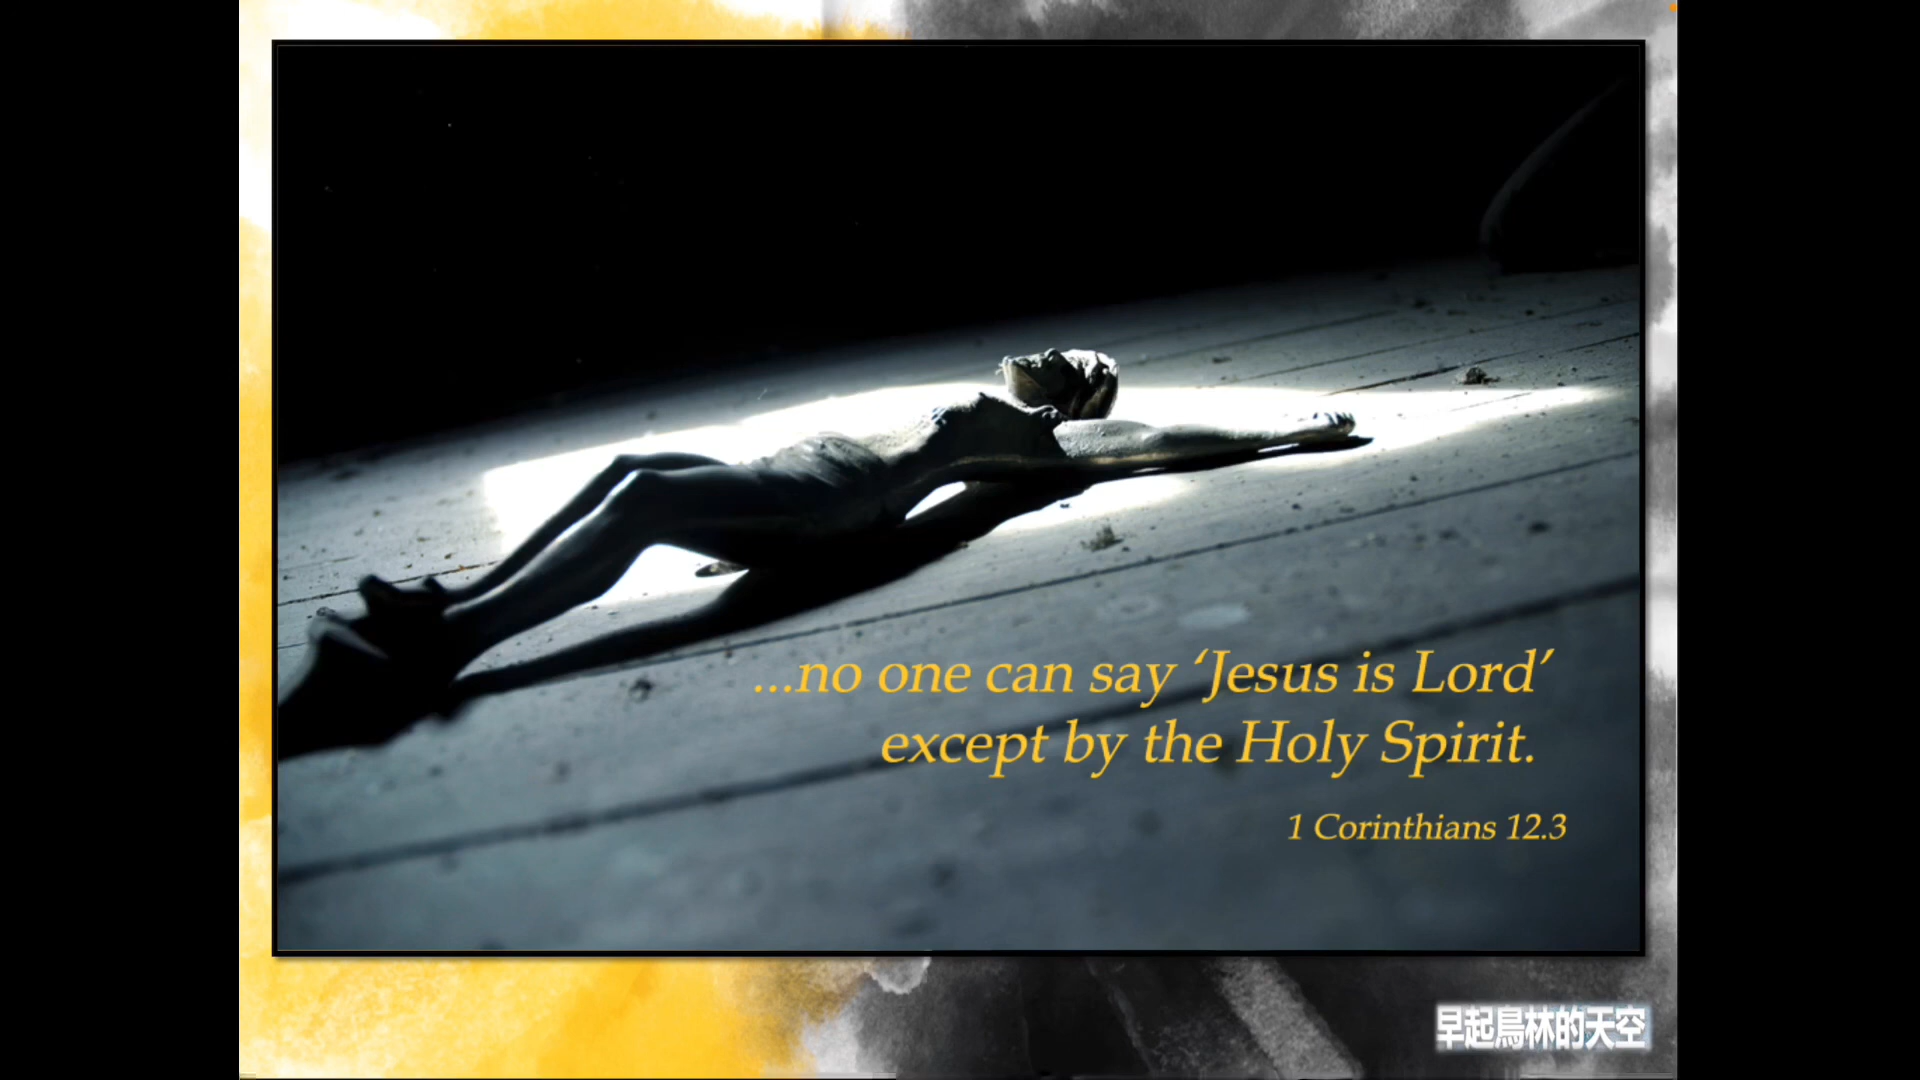 ...no one can say ‘Jesus is Lord’
except by the Holy Spirit.
1 Corinthians 12.3
早起鳥林的天空